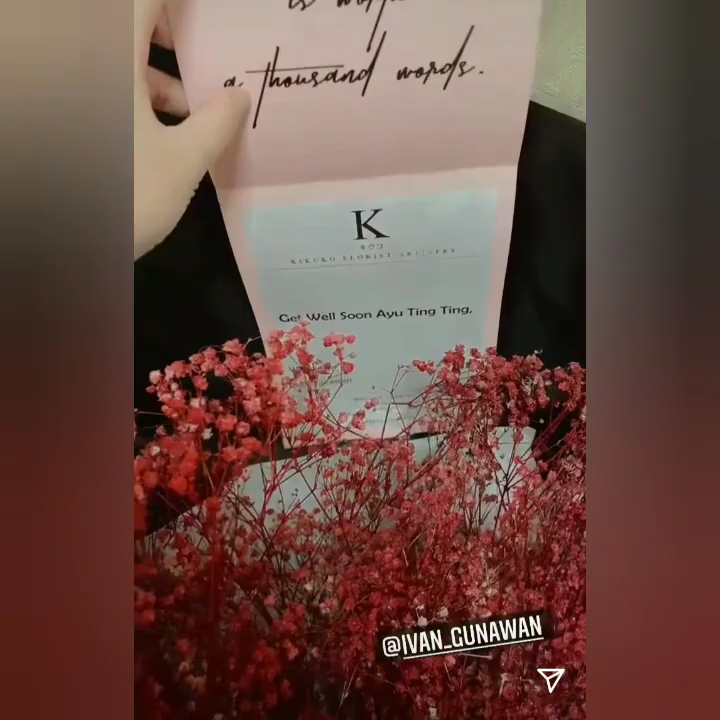 a thousand words.
K
キクコ
KIKUKO FLORIST ARTISTRY
Get Well Soon Ayu Ting Ting,
@IVAN_GUNAWAN